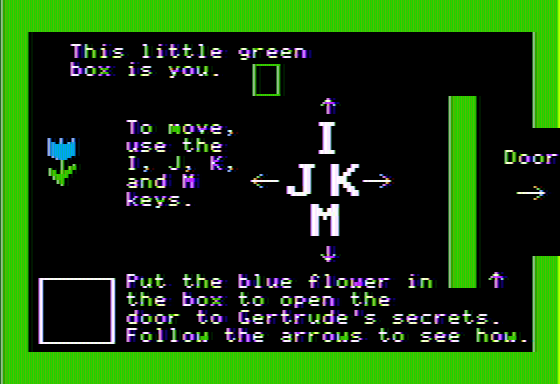 This little green
box is you.
↑
To move,
use the
I, J, K,
and M
keys.
I
← J K →
M
↓
Door
→
Put the blue flower in ↑
the box to open the
door to Gertrude's secrets.
Follow the arrows to see how.